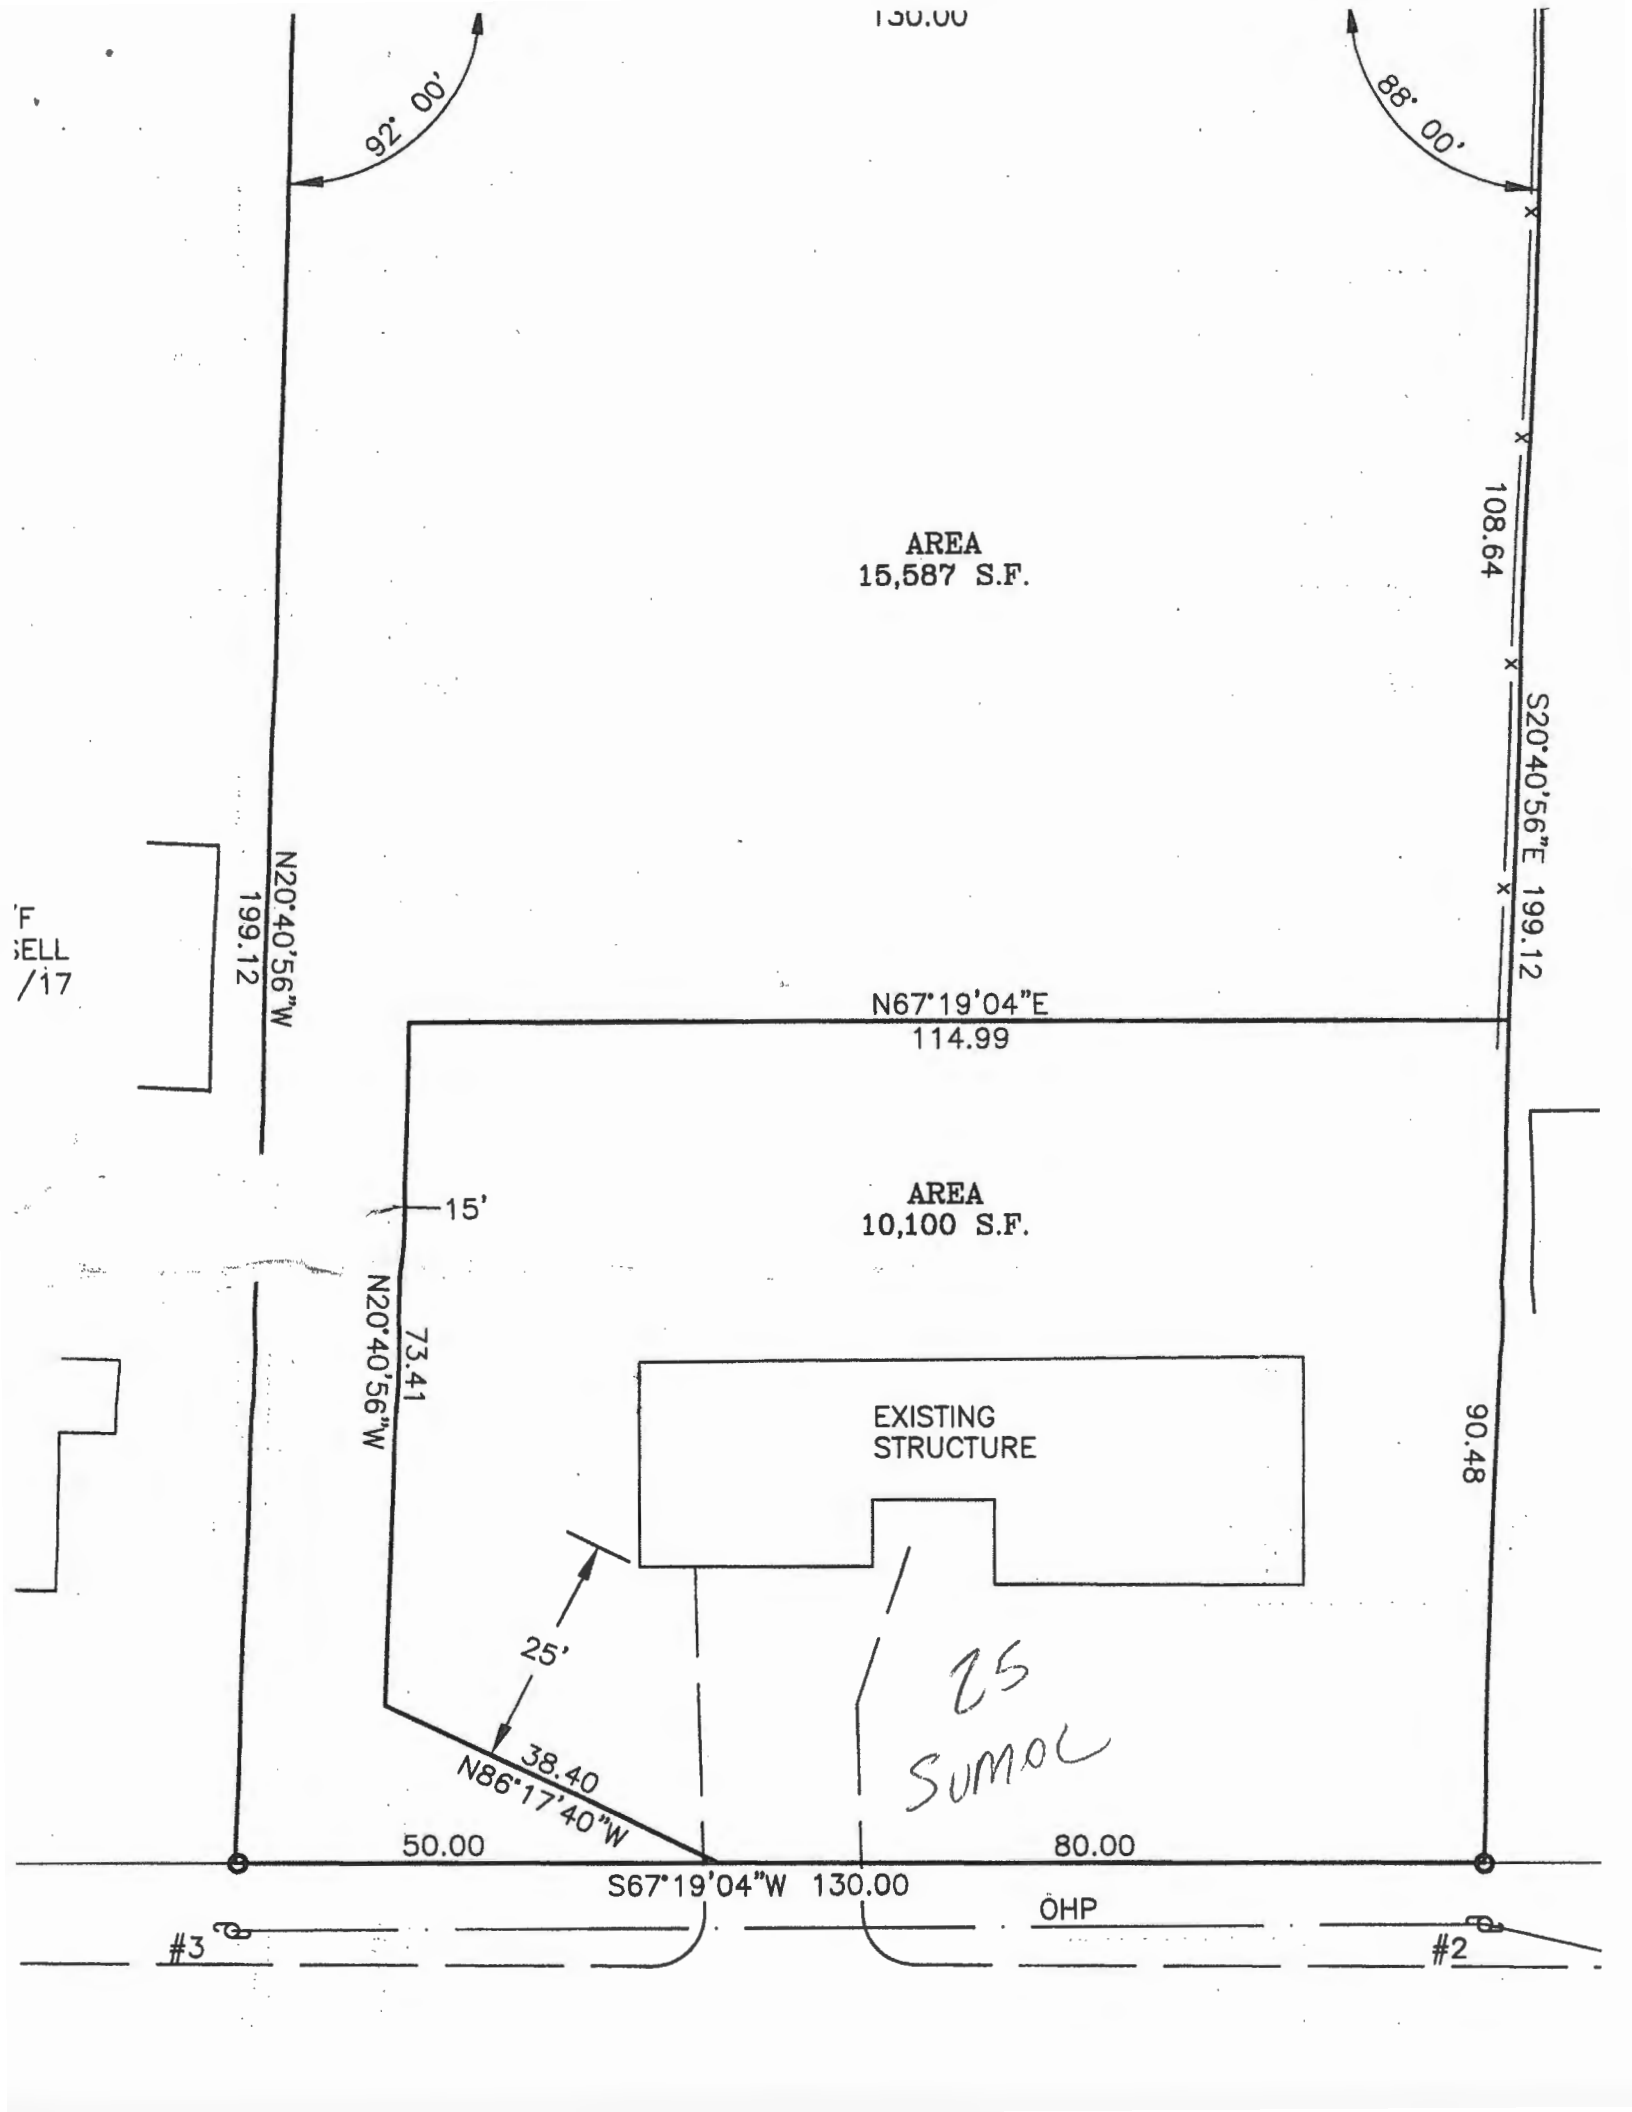 130.00
92° 00'
88° 00'
108.64
AREA
15,587 S.F.
S20°40'56"E 199.12
N20°40'56"W
199.12
'F
SELL
/17
N67°19'04"E
114.99
15'
AREA
10,100 S.F.
N20°40'56"W
73.41
EXISTING
STRUCTURE
90.48
25'
25
38.40
N86°17'40"W
50.00
80.00
S67°19'04"W 130.00
OHP
#3
#2